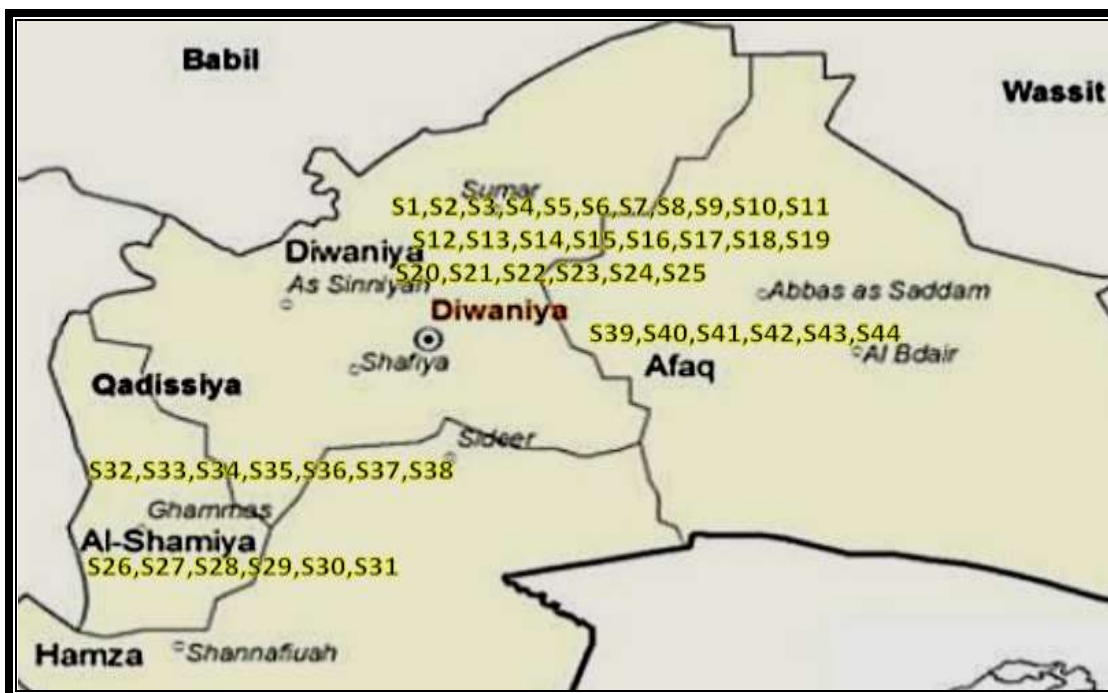 Babil
Wassit
Sumar
S1,S2,S3,S4,S5,S6,S7,S8,S9,S10,S11
Diwaniya
S12,S13,S14,S15,S16,S17,S18,S19
S20,S21,S22,S23,S24,S25
As Sinniyah
Abbas as Saddam
Diwaniya
S39,S40,S41,S42,S43,S44
Al Bdair
Shafiya
Afaq
Qadissiya
Sideer
S32,S33,S34,S35,S36,S37,S38
Ghammas
Al-Shamiya
S26,S27,S28,S29,S30,S31
Hamza
Shannafiuah